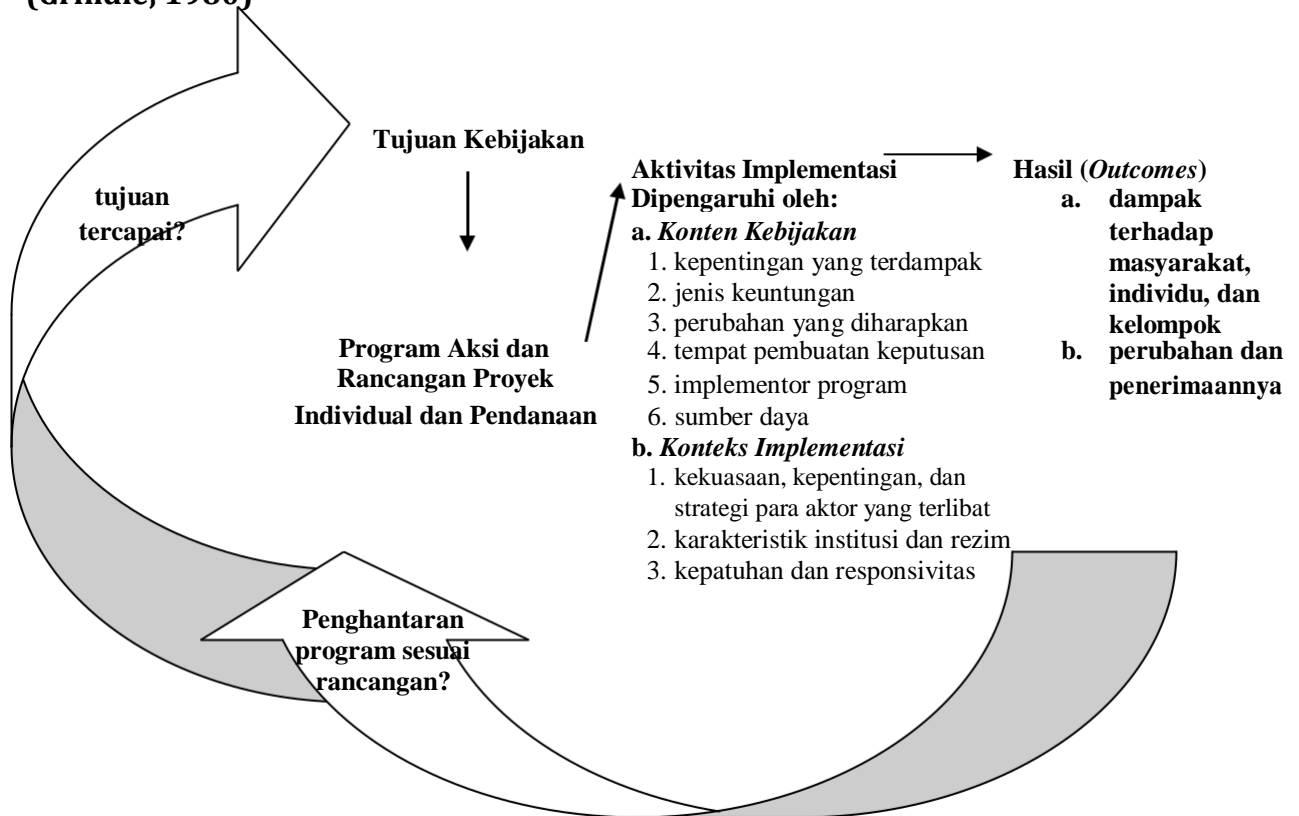 (Grindle, 1980)
Tujuan Kebijakan
tujuan
tercapai?
Program Aksi dan
Rancangan Proyek
Individual dan Pendanaan
Aktivitas Implementasi
Dipengaruhi oleh:
a. Konten Kebijakan
1. kepentingan yang terdampak
2. jenis keuntungan
3. perubahan yang diharapkan
4. tempat pembuatan keputusan
5. implementor program
6. sumber daya
b. Konteks Implementasi
1. kekuasaan, kepentingan, dan
strategi para aktor yang terlibat
2. karakteristik institusi dan rezim
3. kepatuhan dan responsivitas
Hasil (Outcomes)
a. dampak
terhadap
masyarakat,
individu, dan
kelompok
b. perubahan dan
penerimaannya
Penghantaran
program sesuai
rancangan?